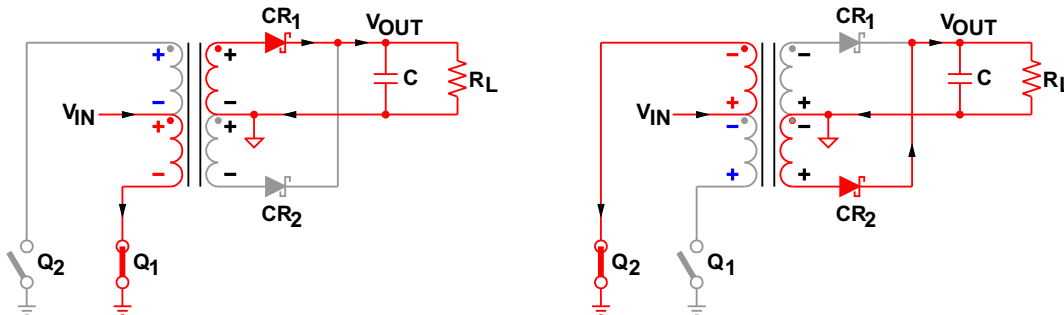 CR1
VOUT
+ +
C RL
- -
VIN
+ +
- -
CR2
Q2 Q1
CR1
VOUT
- -
C RL
+ +
VIN
- -
+ +
CR2
Q2 Q1